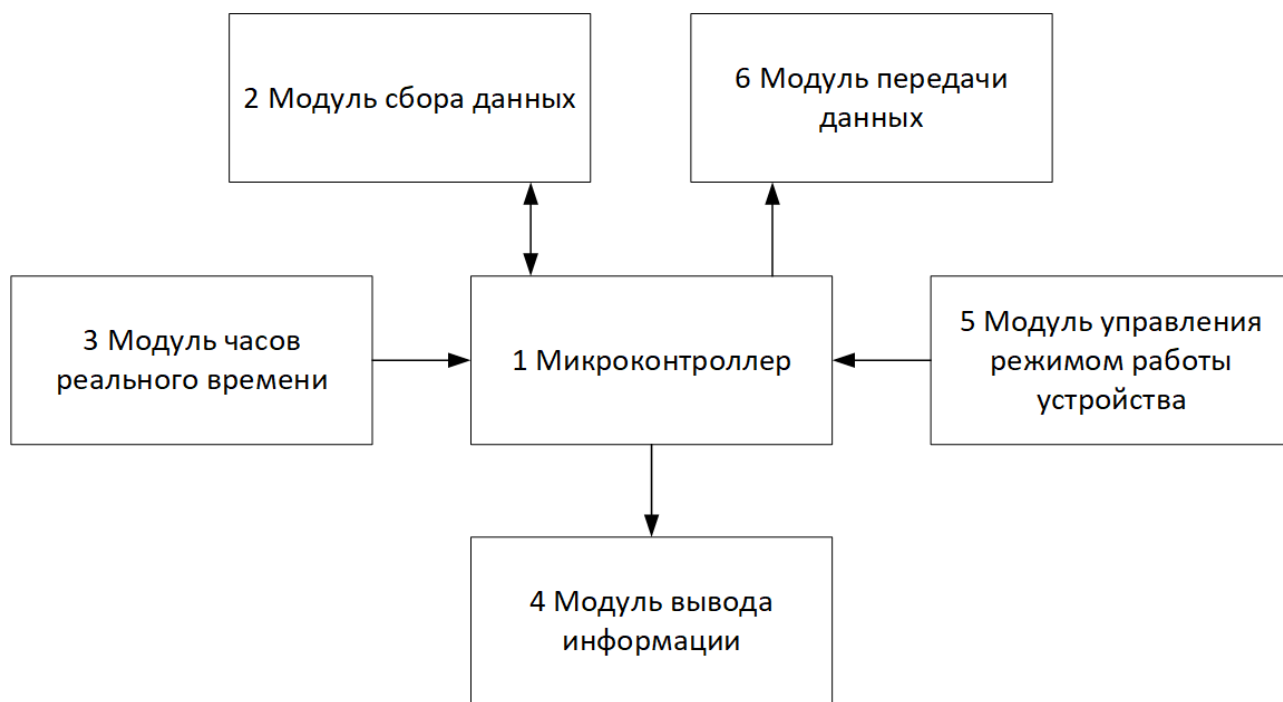 2 Модуль сбора данных
6 Модуль передачи
данных
3 Модуль часов
реального времени
1 Микроконтроллер
5 Модуль управления
режимом работы
устройства
4 Модуль вывода
информации